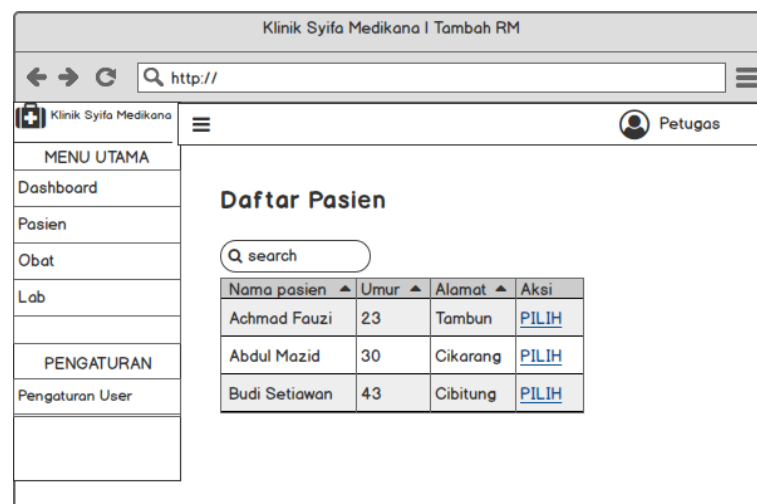 Klinik Syifa Medikana | Tambah RM
http://
Klinik Syifa Medikana
Petugas
MENU UTAMA
Dashboard
Pasien
Obat
Lab
PENGATURAN
Pengaturan User
Daftar Pasien
search
Nama pasien Umur Alamat Aksi
Achmad Fauzi 23 Tambun PILIH
Abdul Mazid 30 Cikarang PILIH
Budi Setiawan 43 Cibitung PILIH